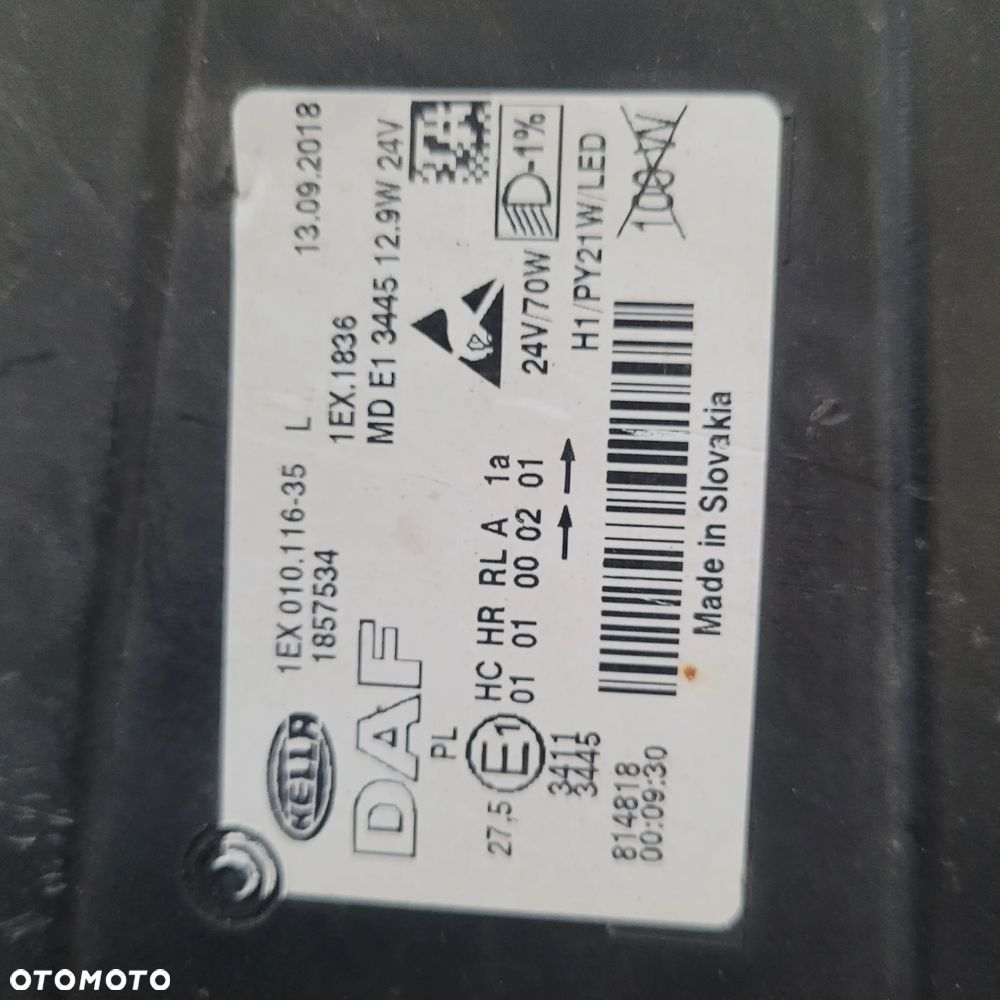 HELLA
1EX 010.116-35 L 13.09.2018
1857534
DAF
1EX.1836
MD E1 3445 12.9W 24V
PL
27,5 E1 HC HR RL A 1a
01 01 00 02 01
3411
3445
24V/70W
-1%
H1/PY21W/LED
100W
814818
00:09:30
Made in Slovakia
OTOMOTO